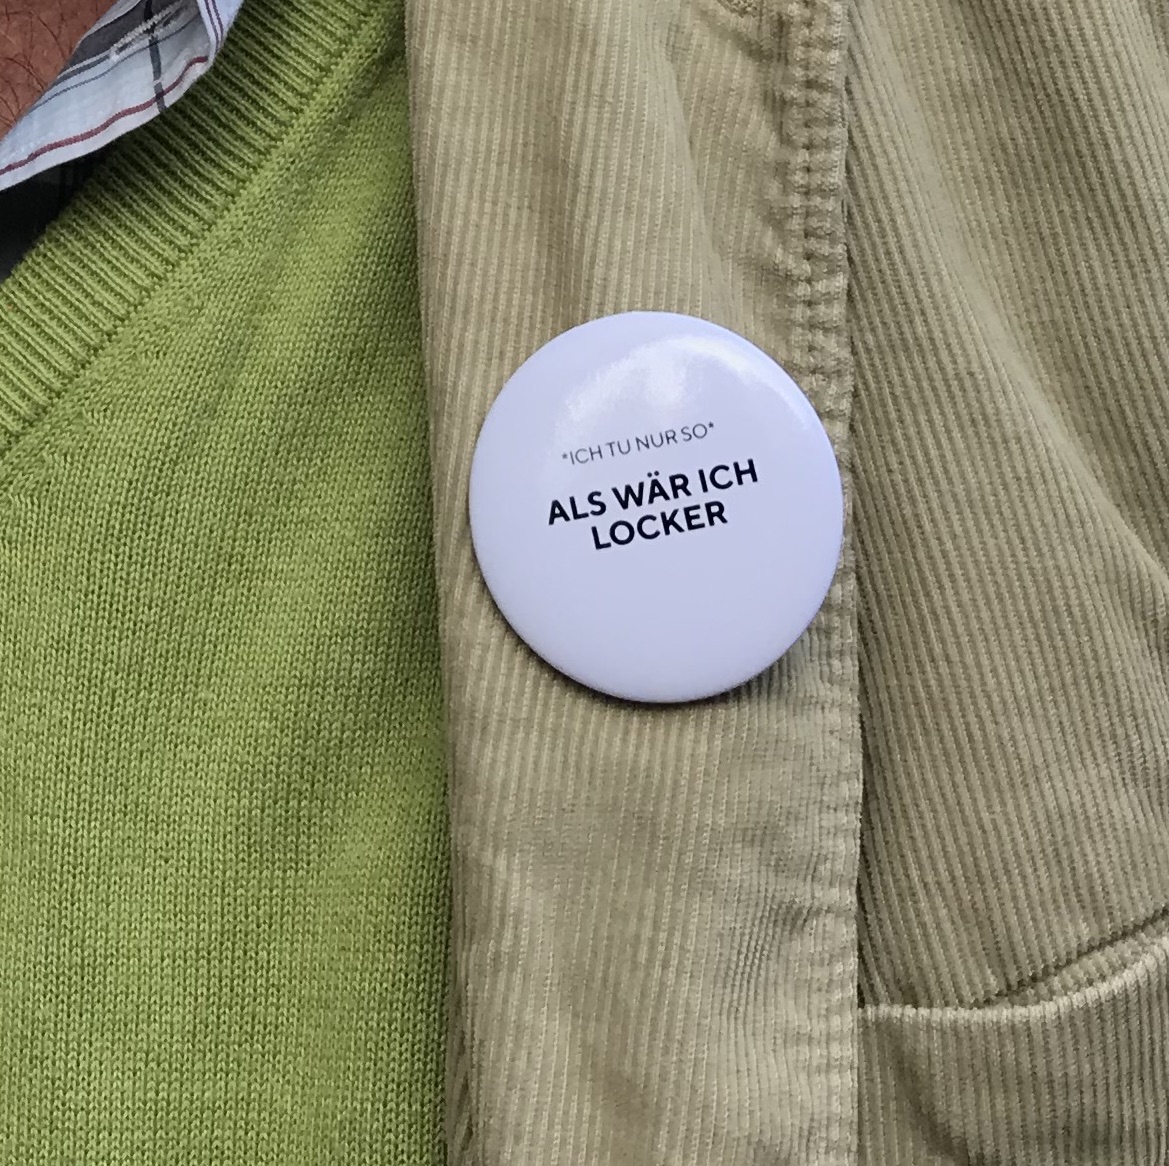 *ICH TU NUR SO*
ALS WÄR ICH
LOCKER